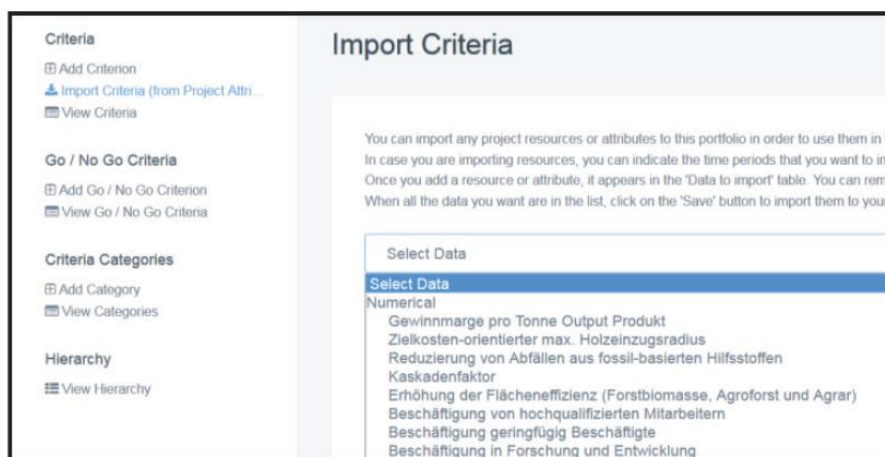 Criteria
Add Criterion
Import Criteria (from Project Attri...
View Criteria
Go / No Go Criteria
Add Go / No Go Criterion
View Go / No Go Criteria
Criteria Categories
Add Category
View Categories
Hierarchy
View Hierarchy
Import Criteria
You can import any project resources or attributes to this portfolio in order to use them in
In case you are importing resources, you can indicate the time periods that you want to im
Once you add a resource or attribute, it appears in the 'Data to import' table. You can rem
When all the data you want are in the list, click on the 'Save' button to import them to your
Select Data
Select Data
Numerical
Gewinnmarge pro Tonne Output Produkt
Zielkosten-orientierter max. Holzeinzugsradius
Reduzierung von Abfällen aus fossil-basierten Hilfsstoffen
Kaskadenfaktor
Erhöhung der Flächeneffizienz (Forstbiomasse, Agroforst und Agrar)
Beschäftigung von hochqualifizierten Mitarbeitern
Beschäftigung geringfügig Beschäftigte
Beschäftigung in Forschung und Entwicklung